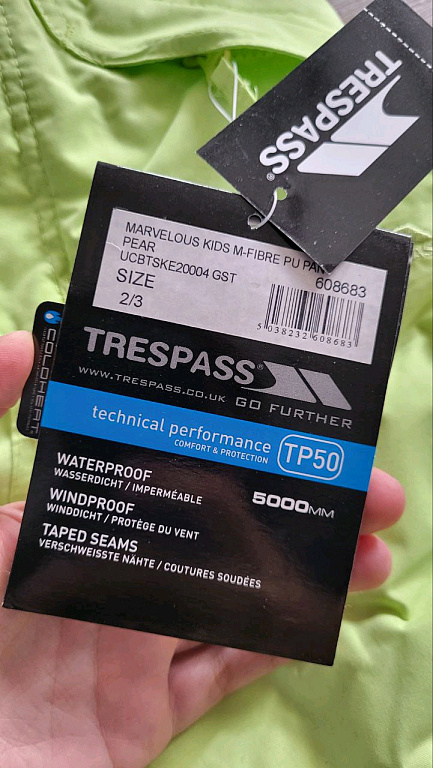 TRESPASS®
MARVELOUS KIDS M-FIBRE PU PAN
PEAR
UCBTSKE20004 GST
608683
SIZE
2/3
5 038232 608683
COLDHEAT
TRESPASS®
WWW.TRESPASS.CO.UK GO FURTHER
technical performance
COMFORT & PROTECTION
TP50
WATERPROOF
WASSERDICHT / IMPERMÉABLE
5000MM
WINDPROOF
WINDDICHT / PROTÈGE DU VENT
TAPED SEAMS
VERSCHWEISSTE NÄHTE / COUTURES SOUDÉES